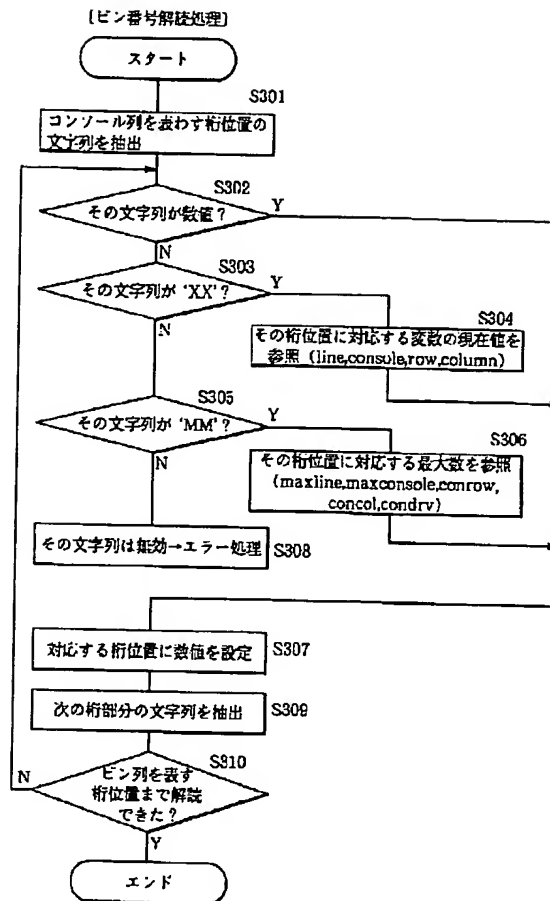 [ビン番号解読処理]
スタート
S301
コンソール列を表わす桁位置の
文字列を抽出
S302
その文字列が数値？
Y
N
S303
その文字列が 'XX'？
Y
N
S304
その桁位置に対応する変数の現在値を
参照 (line,console,row,column)
S305
その文字列が 'MM'？
Y
N
S306
その桁位置に対応する最大数を参照
(maxline,maxconsole,conrow,
concol,condrv)
その文字列は無効→エラー処理
S308
対応する桁位置に数値を設定
S307
次の桁部分の文字列を抽出
S309
S310
ビン列を表す
桁位置まで解読
できた？
N
Y
エンド